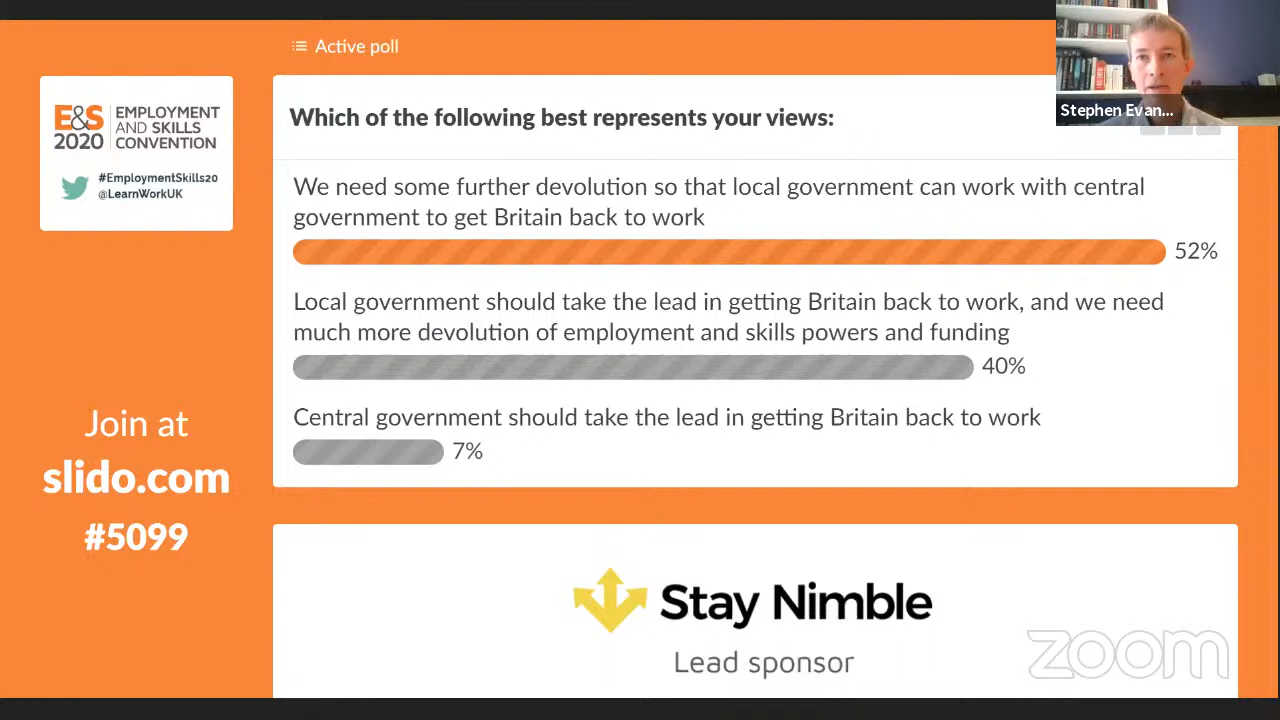 Active poll
Stephen Evan...
E&S 2020
EMPLOYMENT
AND SKILLS
CONVENTION
#EmploymentSkills20
@LearnWorkUK
Which of the following best represents your views:
We need some further devolution so that local government can work with central
government to get Britain back to work
52%
Local government should take the lead in getting Britain back to work, and we need
much more devolution of employment and skills powers and funding
40%
Central government should take the lead in getting Britain back to work
7%
Join at
slido.com
#5099
Stay Nimble
Lead sponsor
zoom